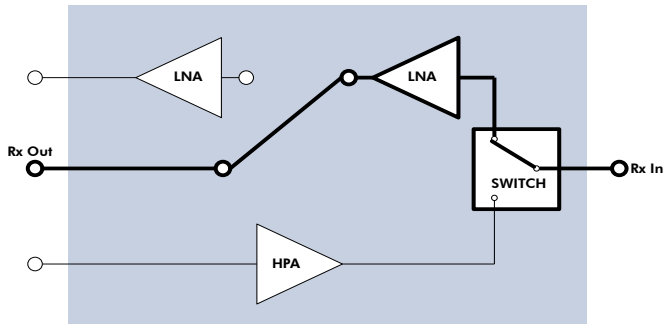 LNA
LNA
Rx Out
Rx In
SWITCH
HPA